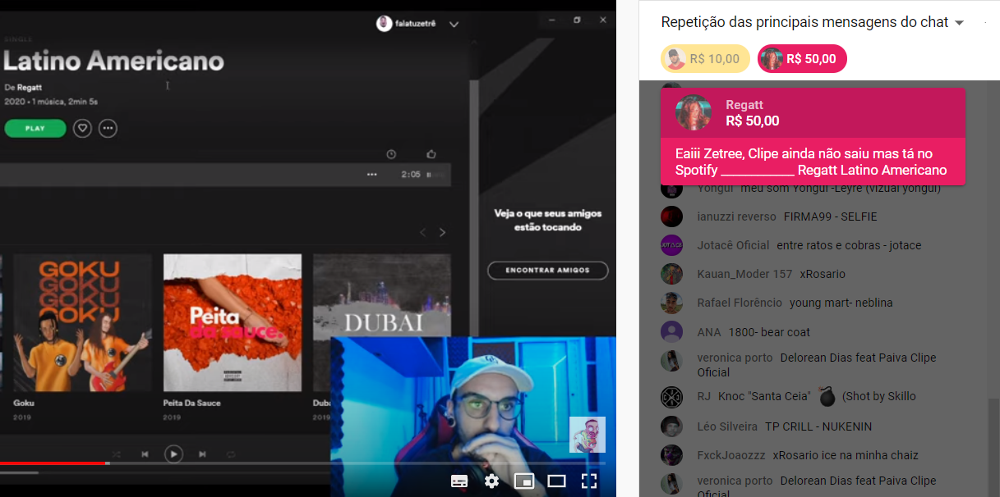 falatuzetrê
SINGLE
Latino Americano
De Regatt
2020 • 1 música, 2min 5s
PLAY
2:05
Veja o que seus amigos
estão tocando
ENCONTRAR AMIGOS
GOKU
GOKU
GOKU
GOKU
Peita
da sauce.
DUBAI
Goku
2019
Peita Da Sauce
2019
Duba
2019
Repetição das principais mensagens do chat
R$ 10,00
R$ 50,00
Regatt
R$ 50,00
Eaiii Zetree, Clipe ainda não saiu mas tá no
Spotify ____________ Regatt Latino Americano
Yongui meu som Yongui -Leyre (vizual yongui)
ianuzzi reverso FIRMA99 - SELFIE
Jotacê Oficial entre ratos e cobras - jotace
Kauan_Moder 157 xRosario
Rafael Florêncio young mart- neblina
ANA 1800- bear coat
veronica porto Delorean Dias feat Paiva Clipe
Oficial
RJ Knoc "Santa Ceia" 💣 (Shot by Skillo
Léo Silveira TP CRILL - NUKENIN
FxckJoaozzz xRosario ice na minha chaiz
veronica porto Delorean Dias feat Paiva Clipe
Oficial